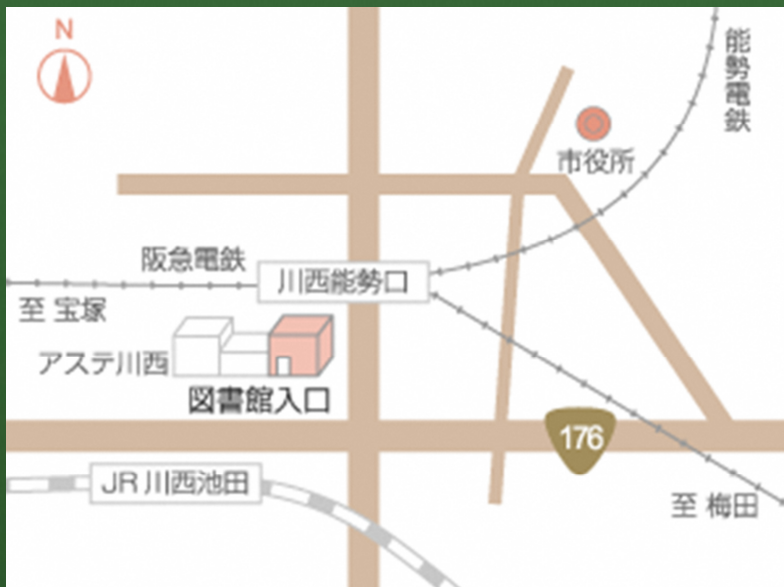 N
能勢電鉄
市役所
阪急電鉄
川西能勢口
至 宝塚
アステ川西
図書館入口
176
JR 川西池田
至 梅田